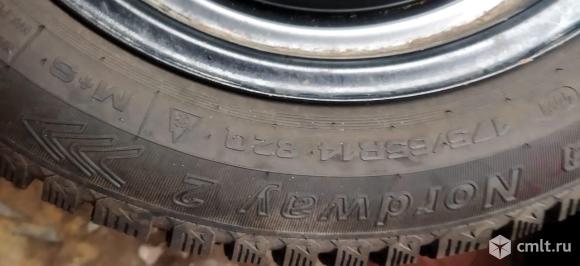 Nordway 2
175/65R14 82Q
M+S
cmlt.ru